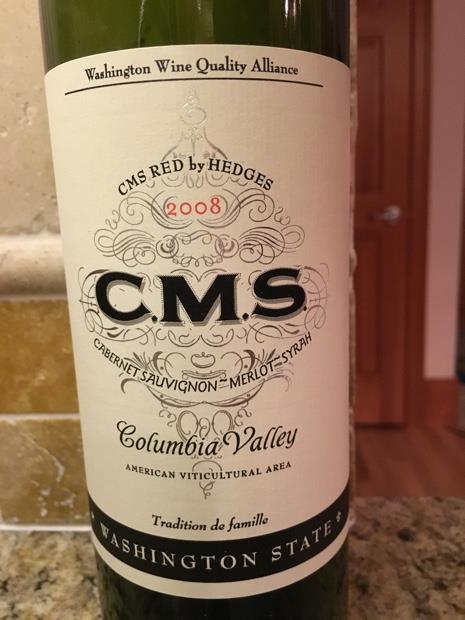 Washington Wine Quality Alliance
CMS RED by HEDGES
2008
C.M.S.
CABERNET SAUVIGNON ~ MERLOT ~ SYRAH
Columbia Valley
AMERICAN VITICULTURAL AREA
Tradition de famille
WASHINGTON STATE